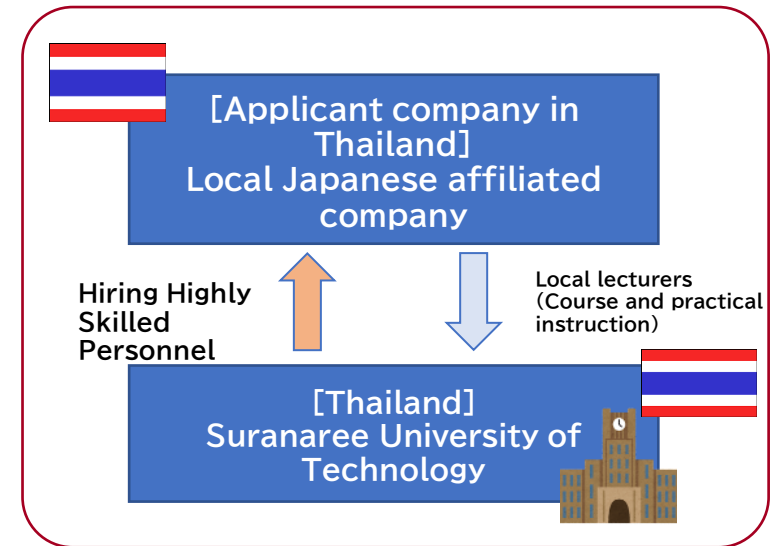 [Applicant company in
Thailand]
Local Japanese affiliated
company
Hiring Highly
Skilled
Personnel
Local lecturers
(Course and practical
instruction)
[Thailand]
Suranaree University of
Technology